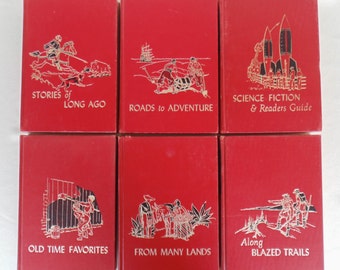 STORIES of
LONG AGO
ROADS to ADVENTURE
SCIENCE FICTION
& Readers Guide
OLD TIME FAVORITES
FROM MANY LANDS
Along
BLAZED TRAILS